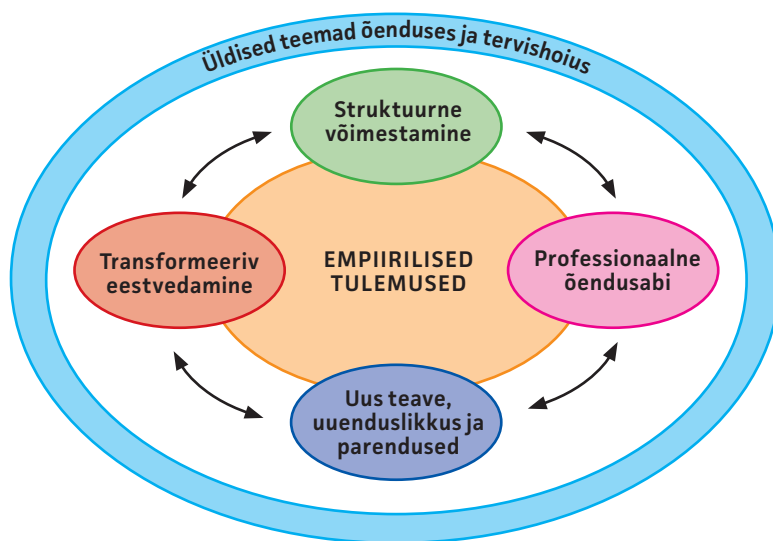 Üldised teemad õenduses ja tervishoius
Struktuurne
võimestamine
Transformeeriv
eestvedamine
EMPIIRILISED
TULEMUSED
Professionaalne
õendusabi
Uus teave,
uuenduslikkus ja
parendused